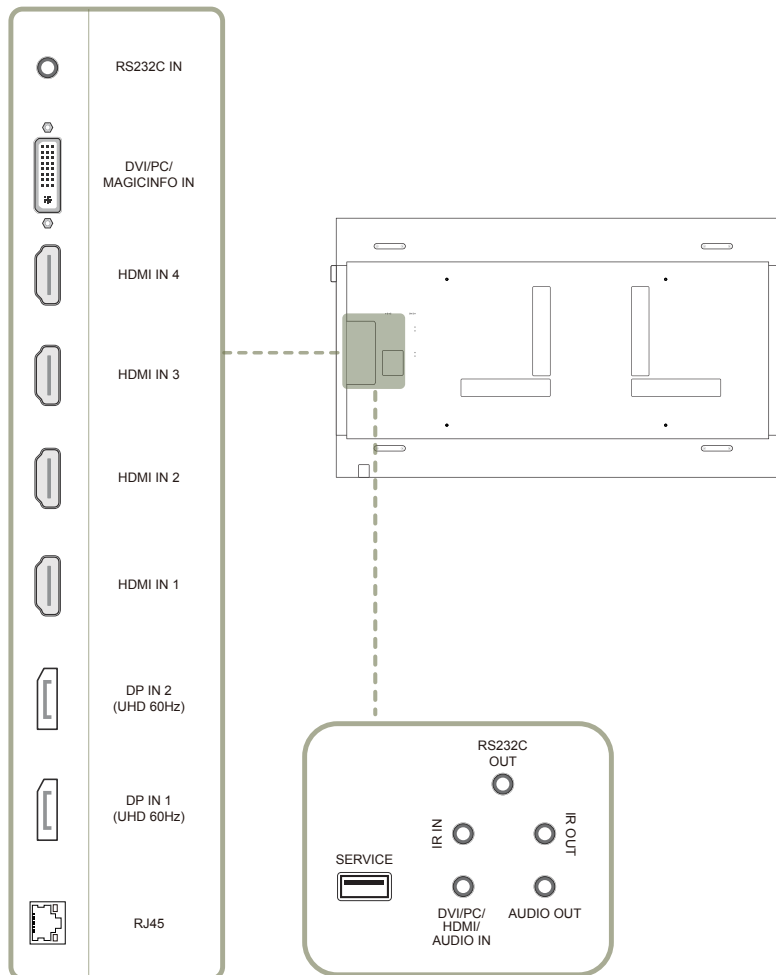 RS232C IN
DVI/PC/
MAGICINFO IN
HDMI IN 4
HDMI IN 3
HDMI IN 2
HDMI IN 1
DP IN 2
(UHD 60Hz)
DP IN 1
(UHD 60Hz)
RJ45
RS232C
OUT
IR IN
IR OUT
SERVICE
DVI/PC/
HDMI/
AUDIO IN
AUDIO OUT